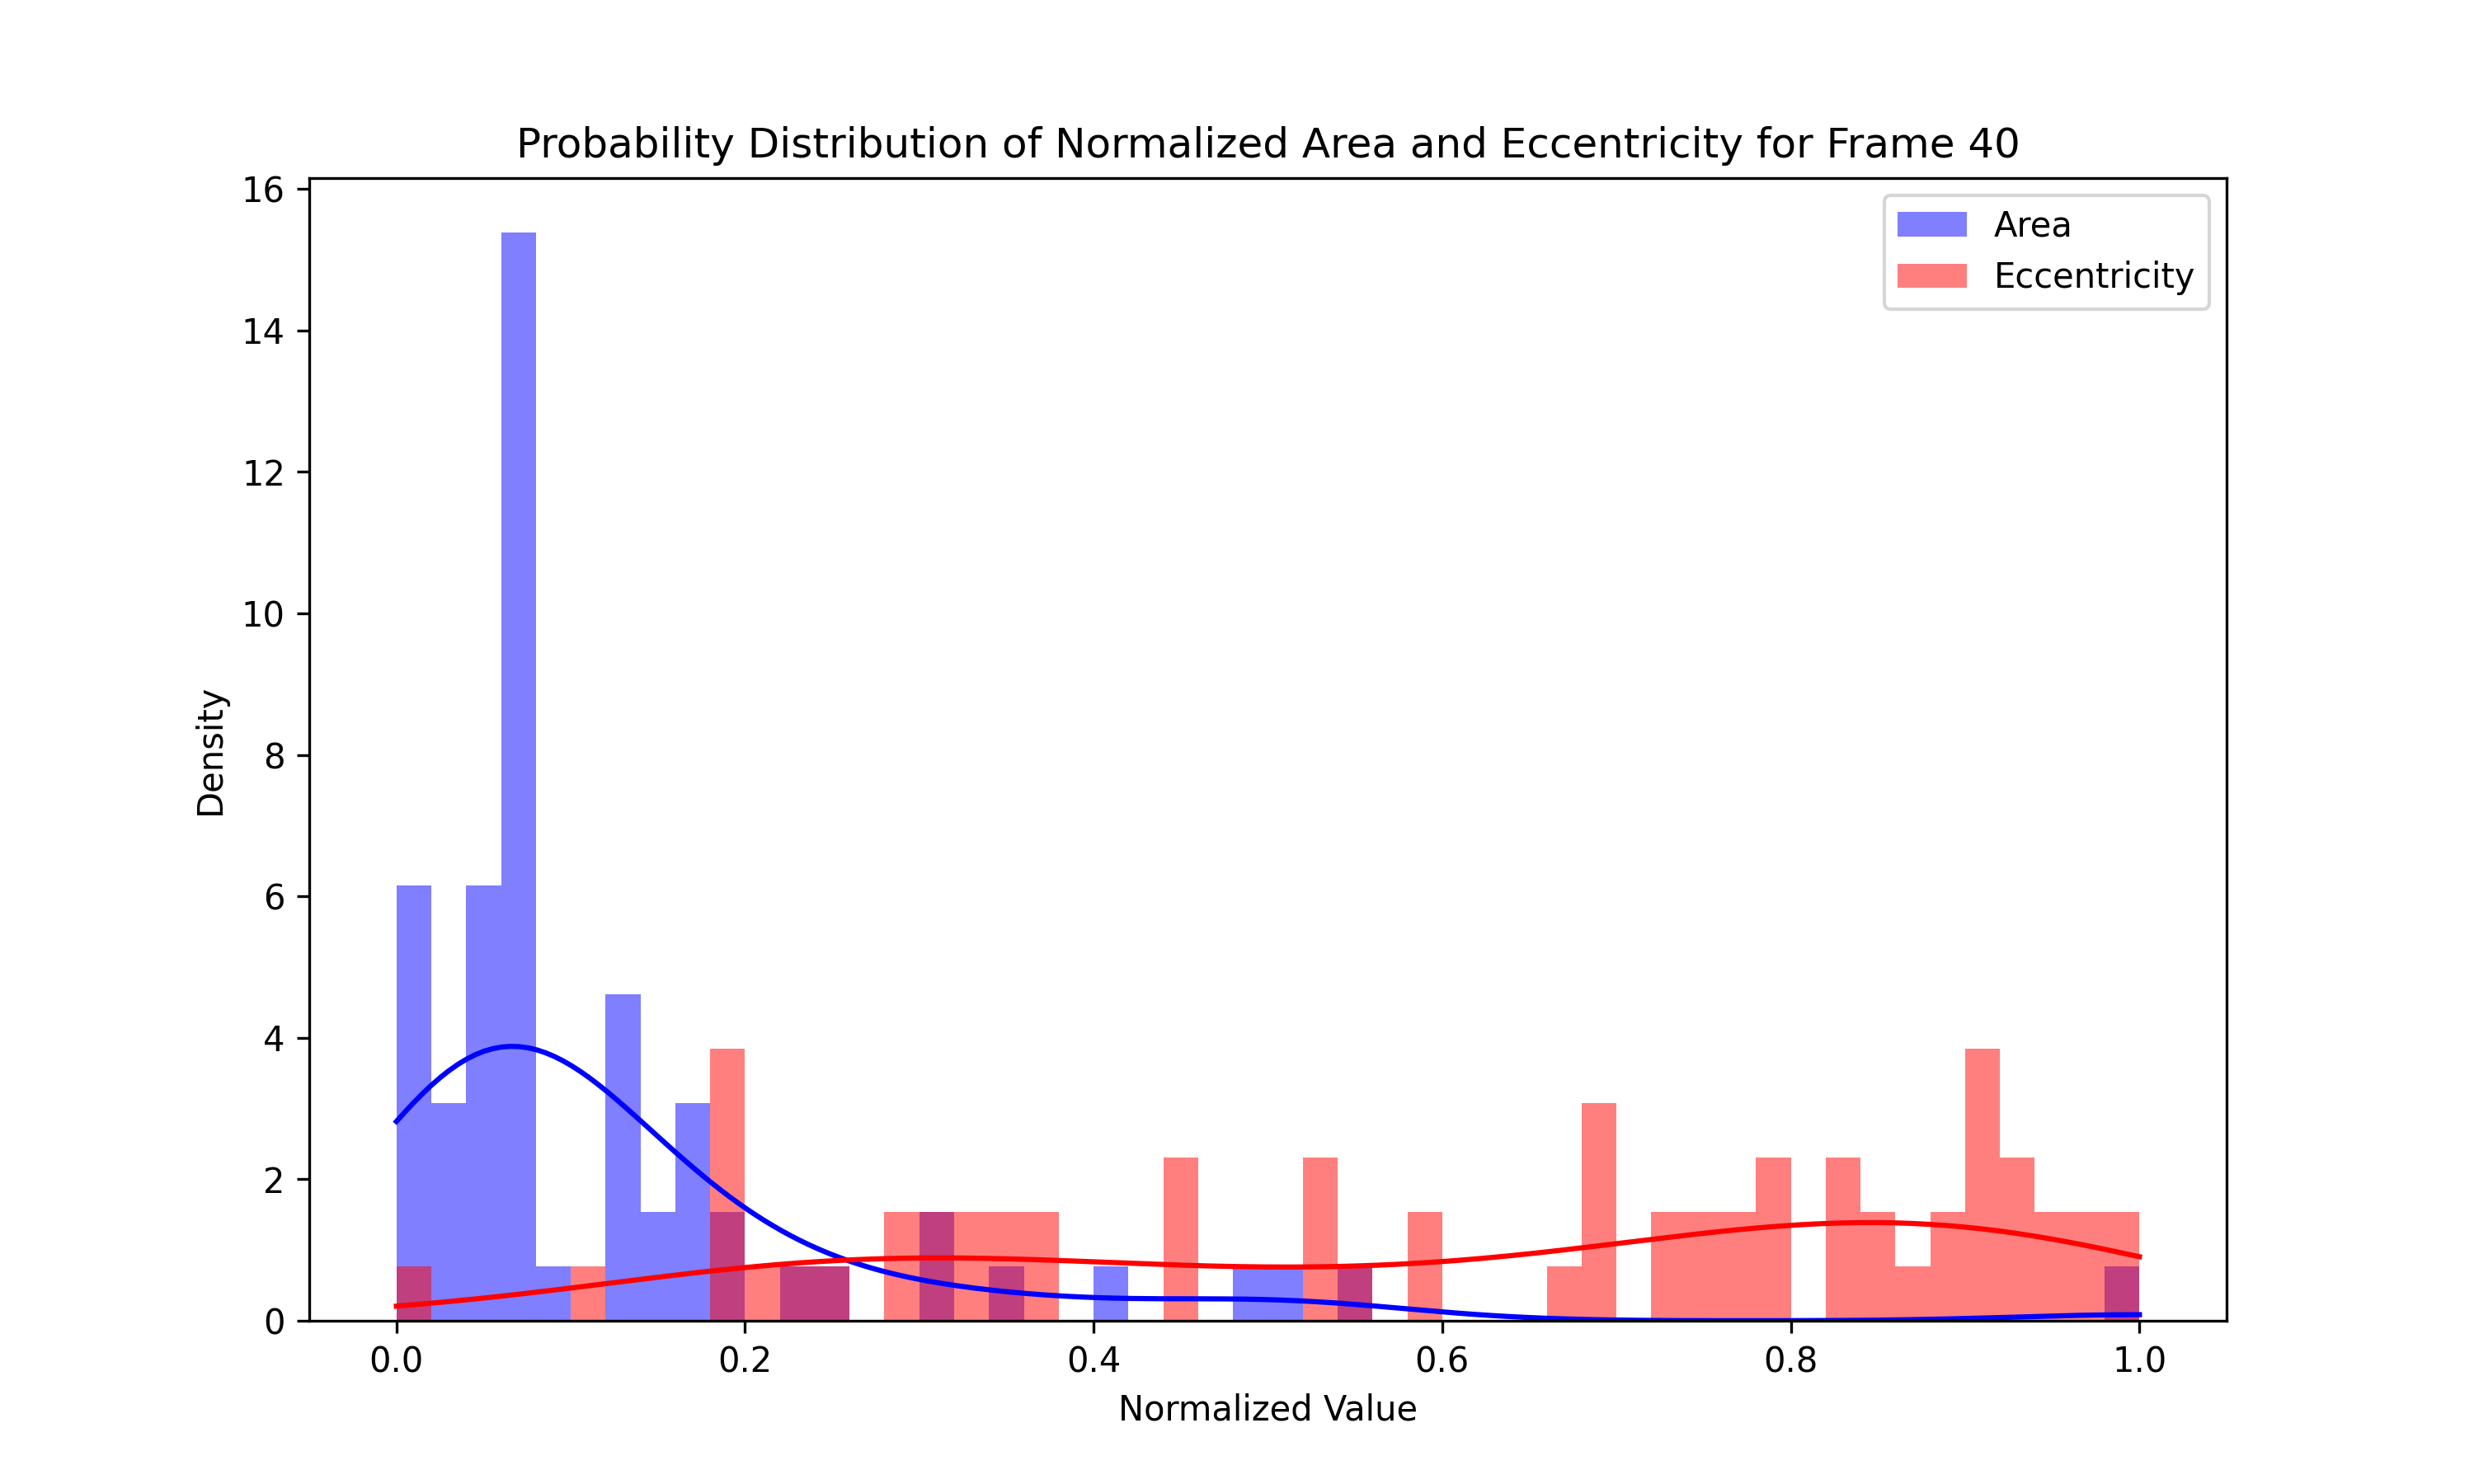 Probability Distribution of Normalized Area and Eccentricity for Frame 40
Area
Eccentricity
16
14
12
10
8
6
4
2
0
Density
0.0 0.2 0.4 0.6 0.8 1.0
Normalized Value